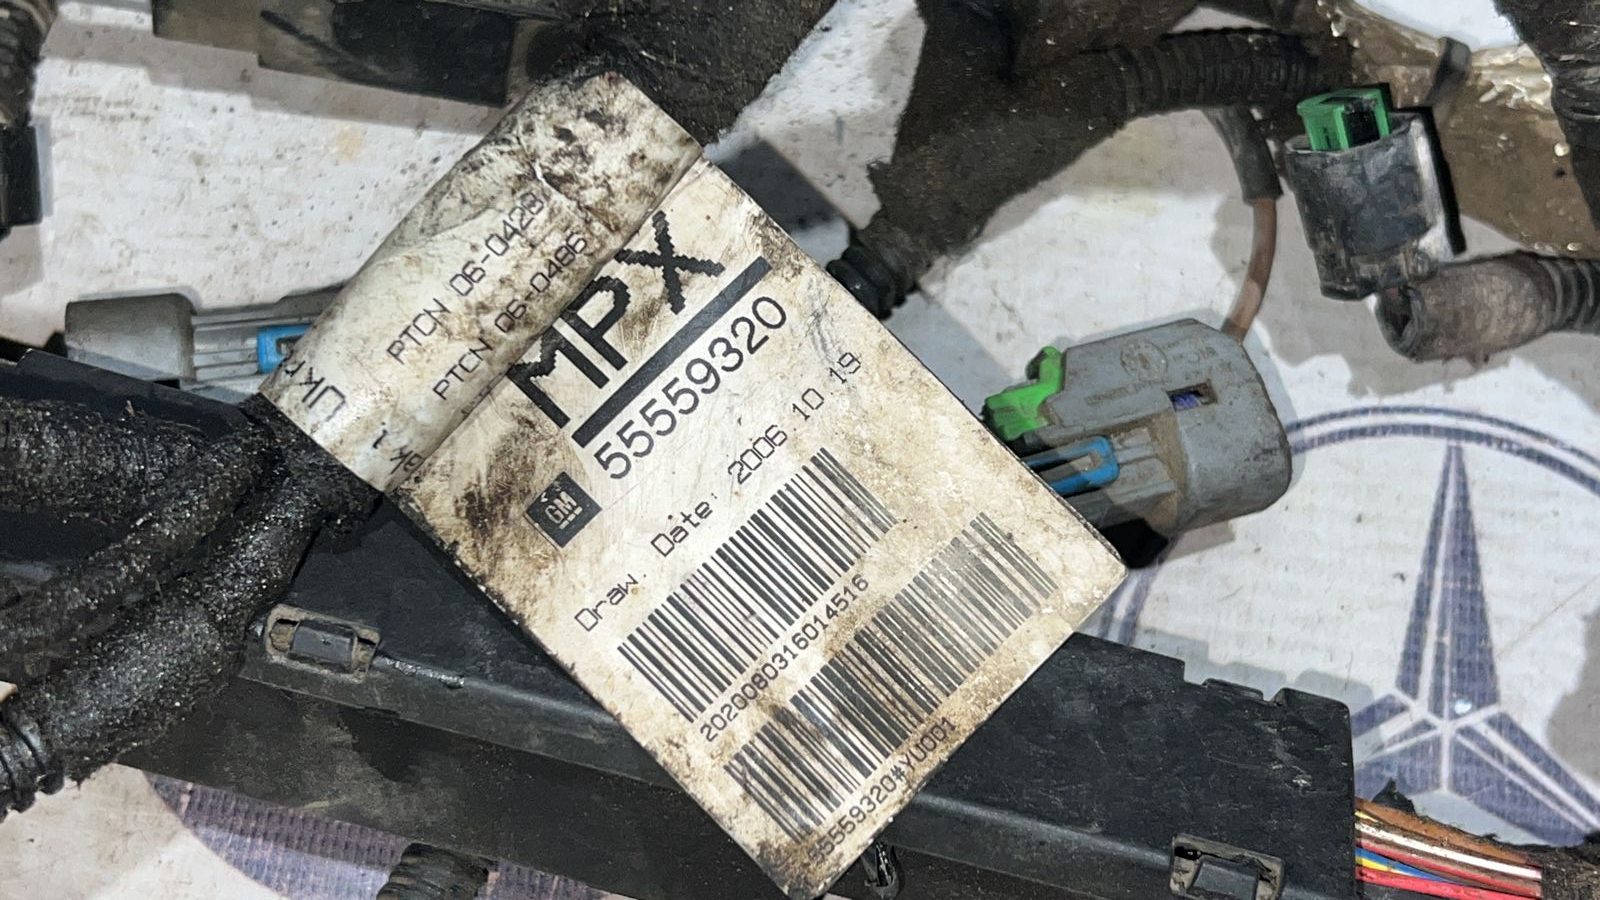 PTCN 06-0428
PTCN 06-0486
MPX
55559320
GM
Draw. Date: 2006.10.19
2020080316014516
55559320#YU001